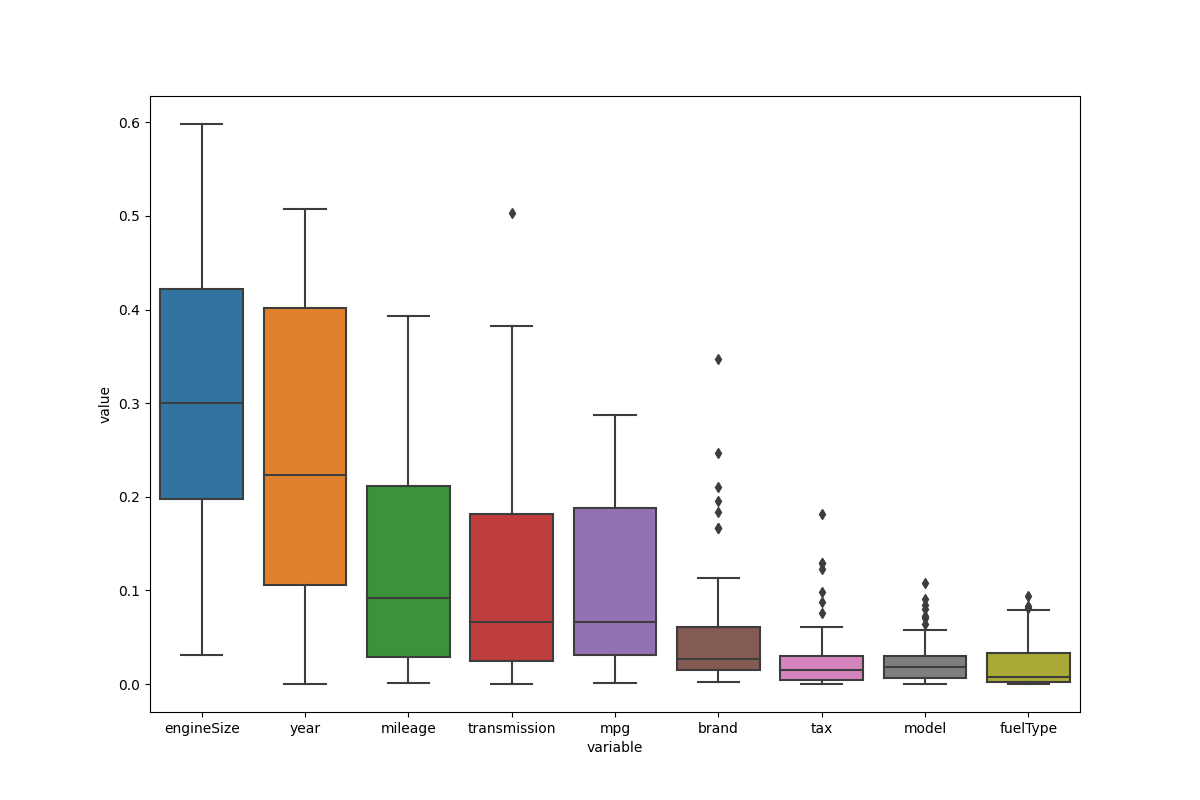 0.6
0.5
0.4
0.3
0.2
0.1
0.0
value
engineSize year mileage transmission mpg brand tax model fuelType
variable